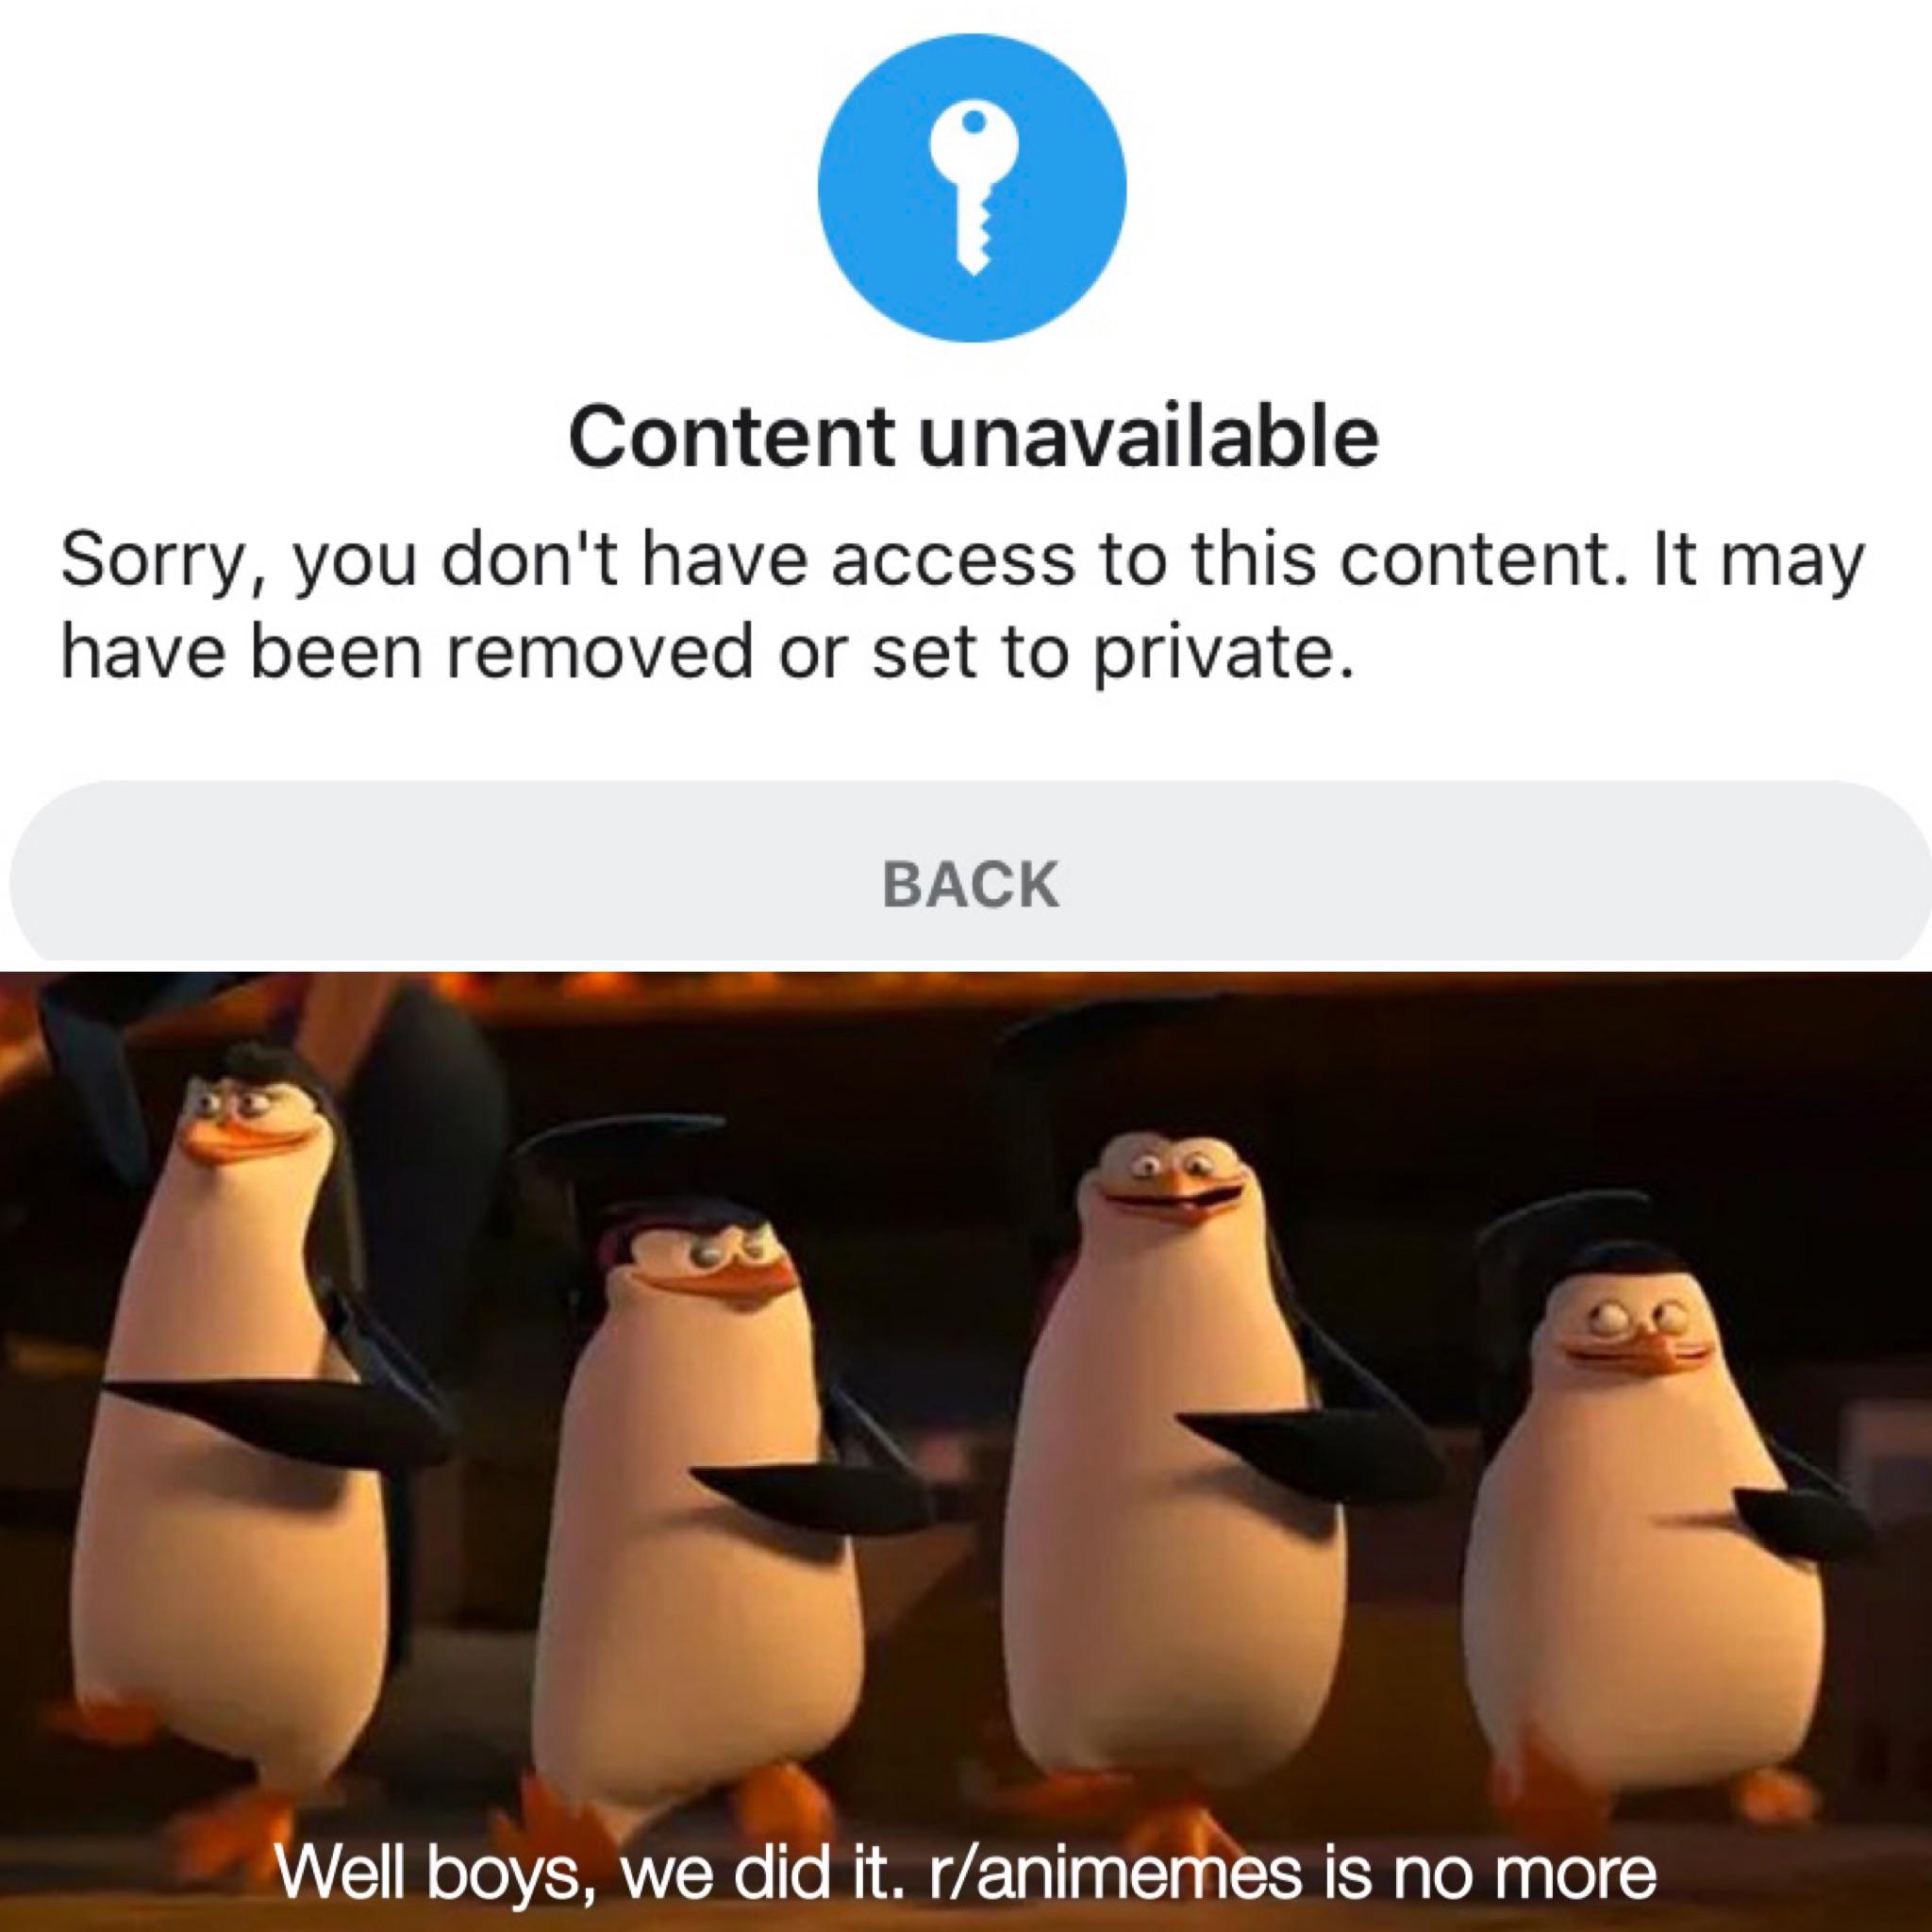 Content unavailable
Sorry, you don't have access to this content. It may
have been removed or set to private.
BACK
Well boys, we did it. r/animemes is no more